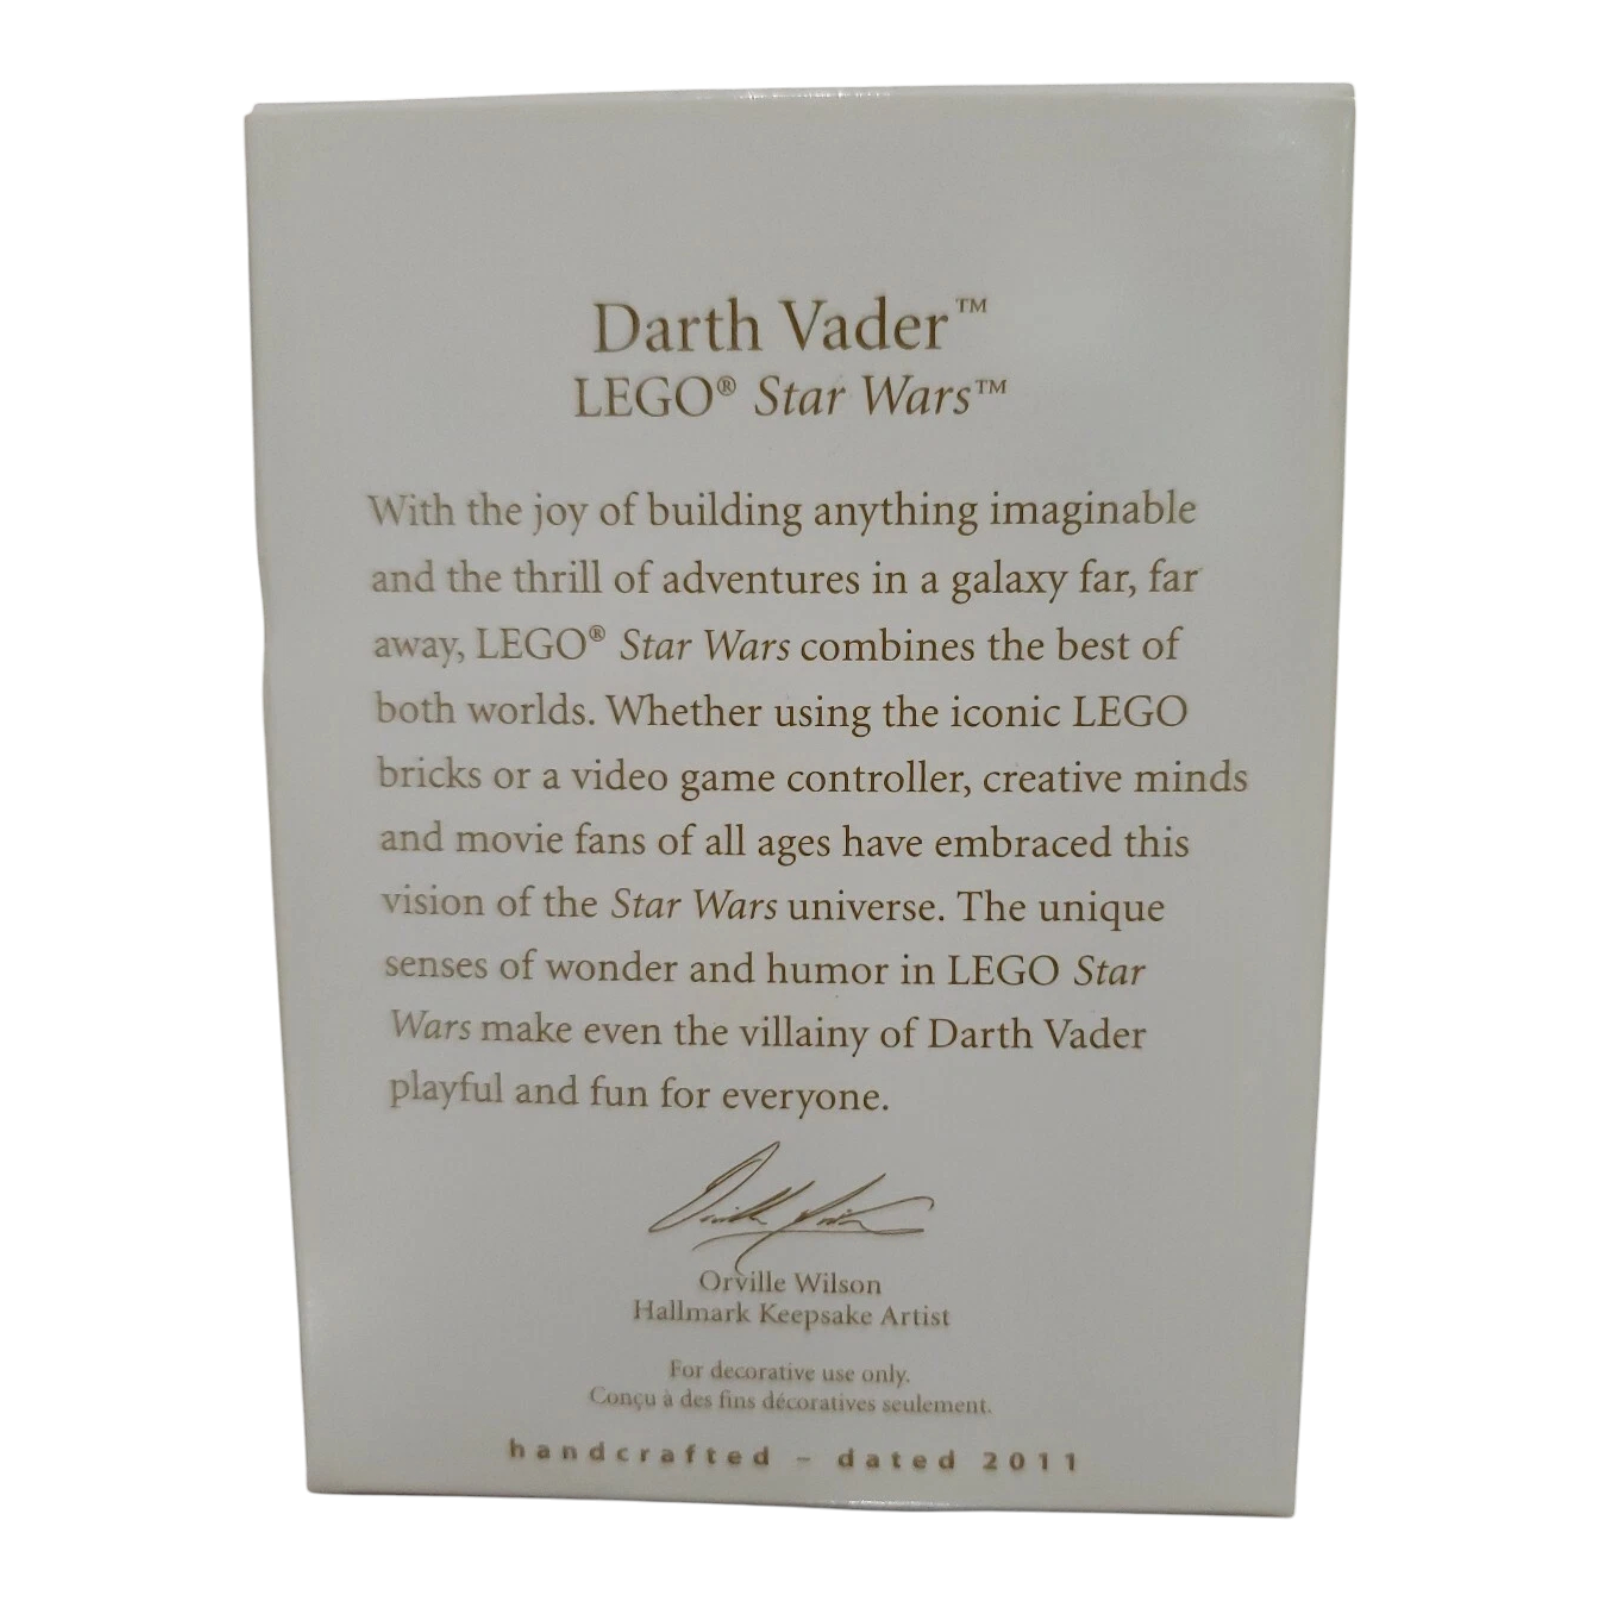 Darth Vader™
LEGO® Star Wars™
With the joy of building anything imaginable
and the thrill of adventures in a galaxy far, far
away, LEGO® Star Wars combines the best of
both worlds. Whether using the iconic LEGO
bricks or a video game controller, creative minds
and movie fans of all ages have embraced this
vision of the Star Wars universe. The unique
senses of wonder and humor in LEGO Star
Wars make even the villainy of Darth Vader
playful and fun for everyone.
Orville Wilson
Orville Wilson
Hallmark Keepsake Artist
For decorative use only.
Conçu à des fins décoratives seulement.
handcrafted – dated 2011